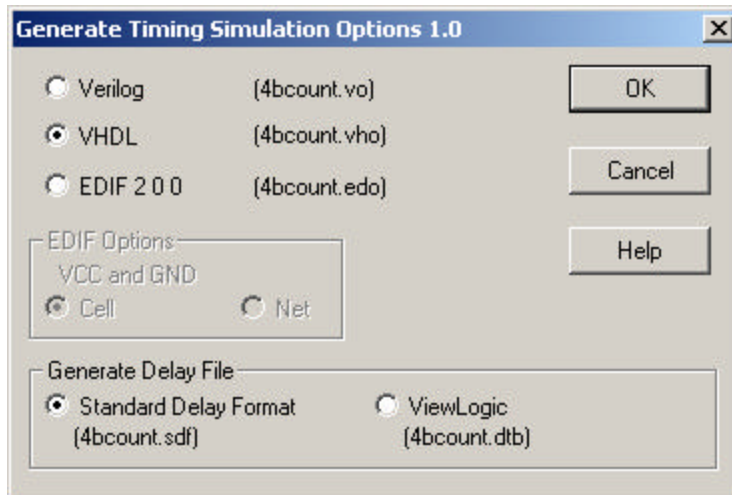 Generate Timing Simulation Options 1.0
Verilog (4bcount.vo) OK
VHDL (4bcount.vho)
EDIF 2 0 0 (4bcount.edo) Cancel
EDIF Options
VCC and GND
Cell Net
Help
Generate Delay File
Standard Delay Format ViewLogic
(4bcount.sdf) (4bcount.dtb)